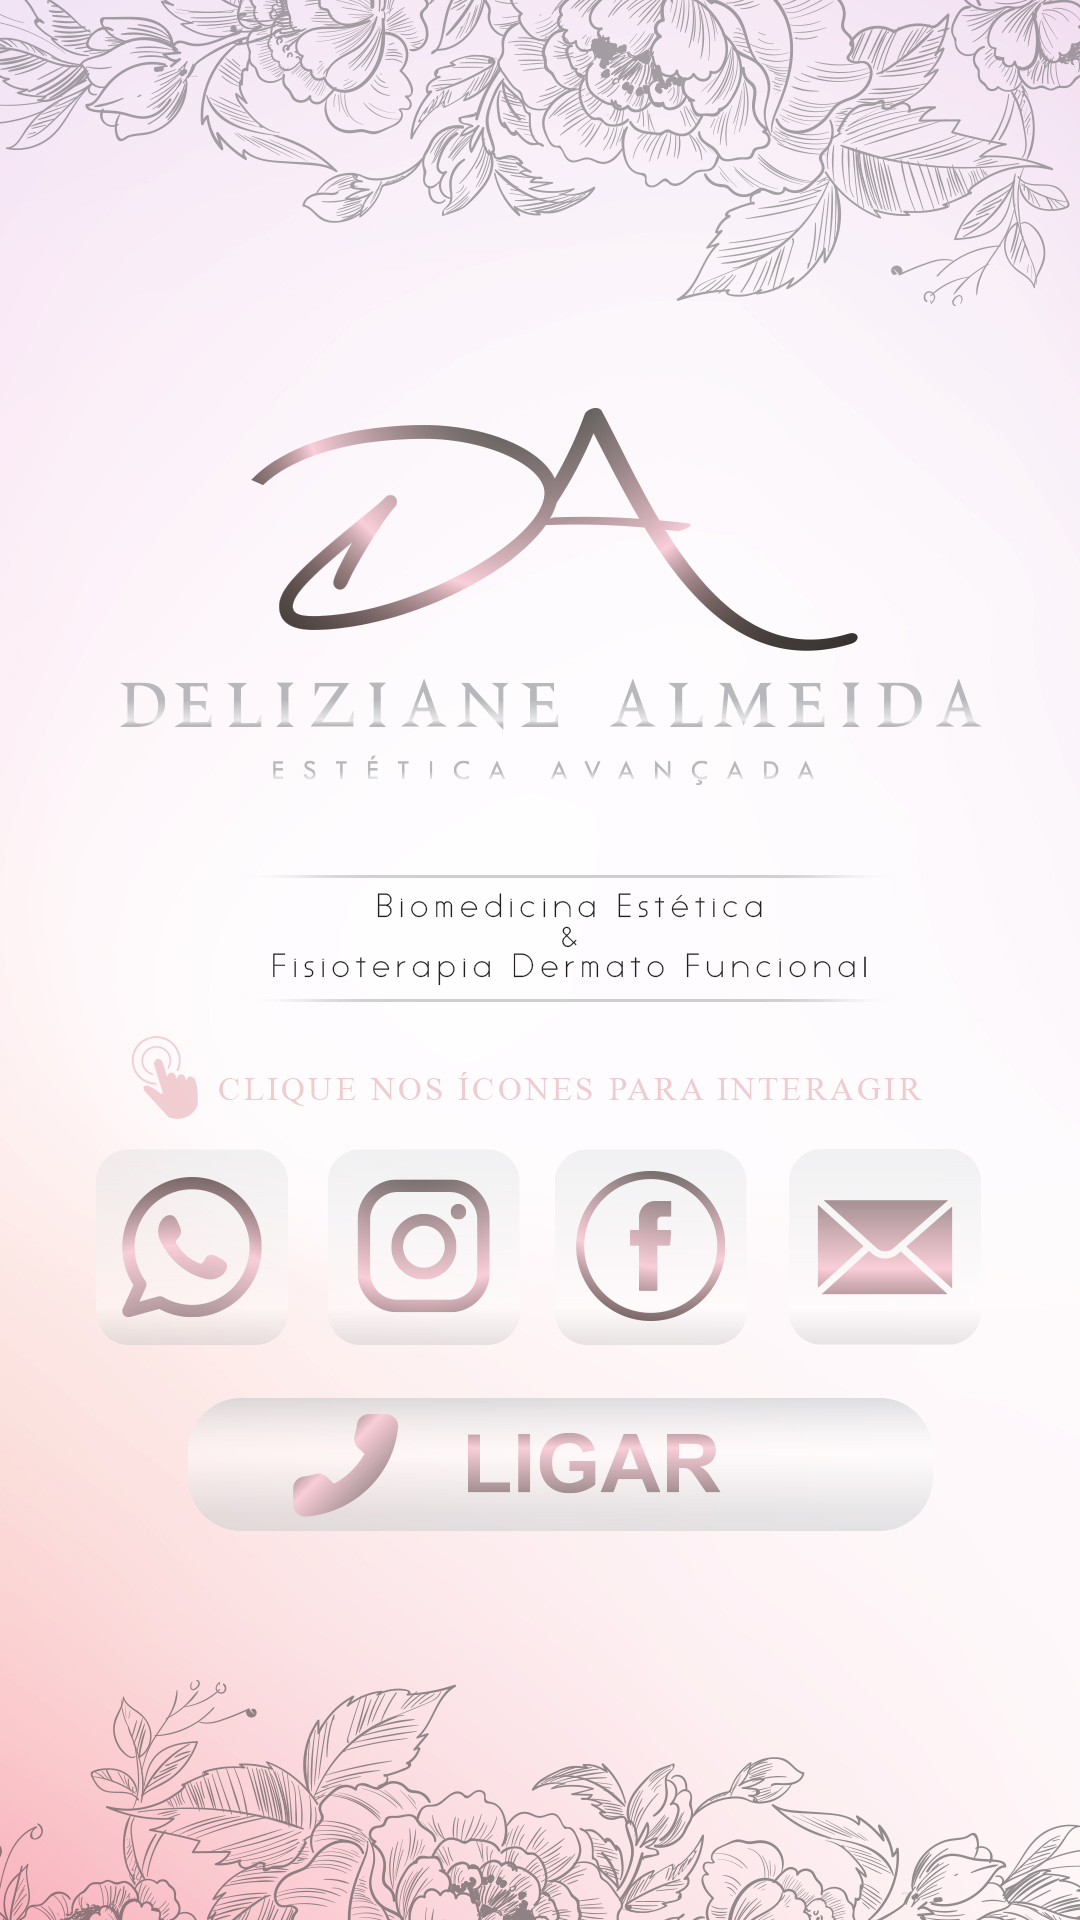 DA
DELIZIANE ALMEIDA
ESTÉTICA AVANÇADA
Biomedicina Estética
&
Fisioterapia Dermato Funcional
CLIQUE NOS ÍCONES PARA INTERAGIR
LIGAR